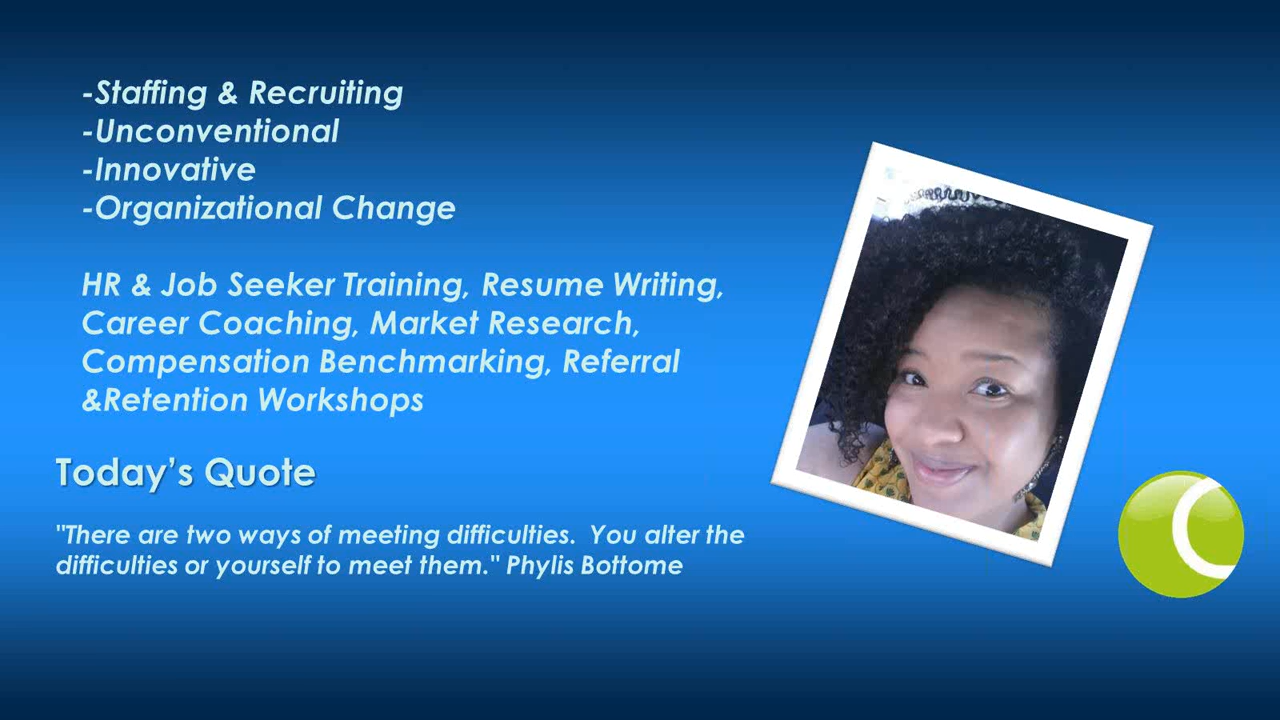 -Staffing & Recruiting
-Unconventional
-Innovative
-Organizational Change
HR & Job Seeker Training, Resume Writing,
Career Coaching, Market Research,
Compensation Benchmarking, Referral
&Retention Workshops
Today’s Quote
"There are two ways of meeting difficulties.  You alter the
difficulties or yourself to meet them." Phylis Bottome